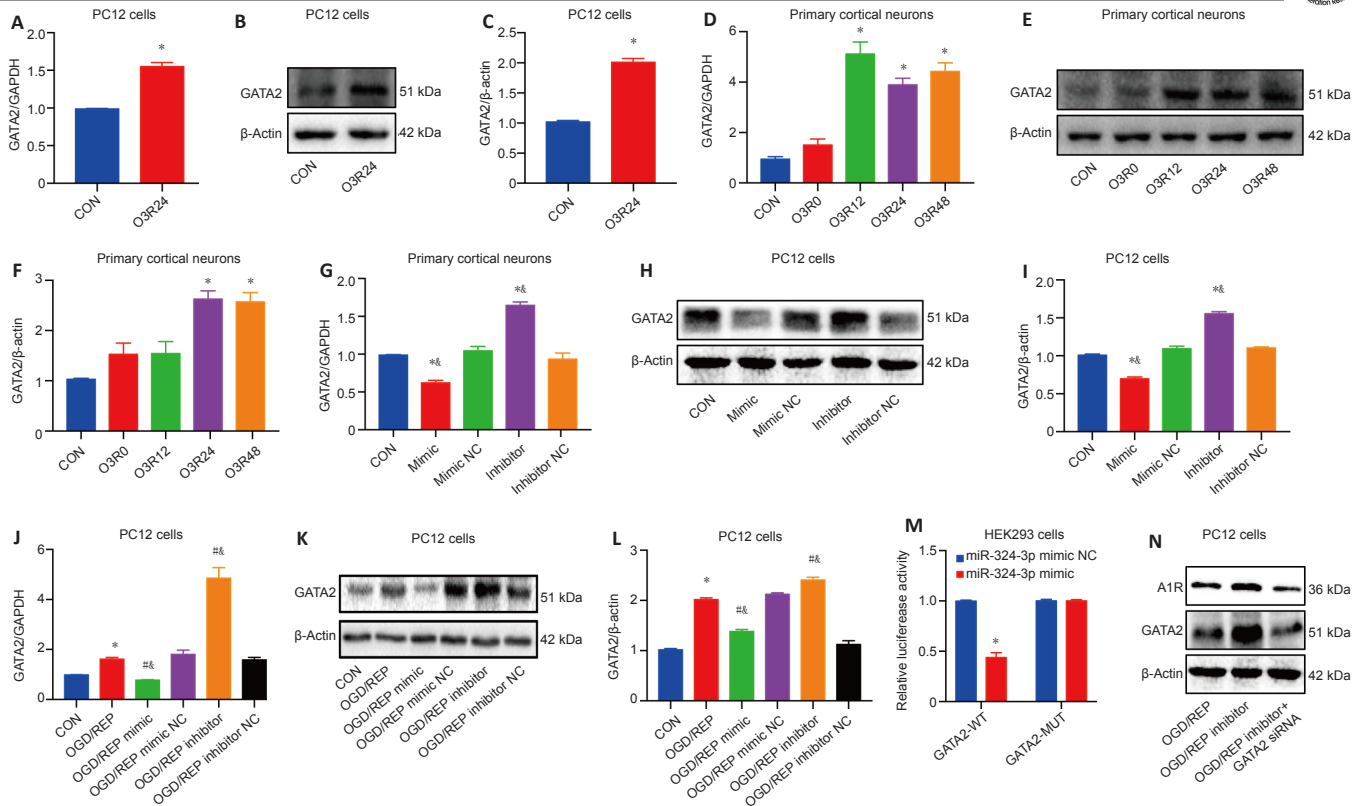 A
PC12 cells
GATA2/GAPDH
2.0
1.5
1.0
0.5
0
*
CON
O3R24
B
GATA2
51 kDa
β-Actin
42 kDa
CON
O3R24
C
PC12 cells
GATA2/β-actin
2.5
2.0
1.5
1.0
0.5
0
*
CON
O3R24
D
Primary cortical neurons
GATA2/GAPDH
6
4
2
0
*
*
*
CON
O3R0
O3R12
O3R24
O3R48
E
Primary cortical neurons
GATA2
51 kDa
β-Actin
42 kDa
CON
O3R0
O3R12
O3R24
O3R48
F
Primary cortical neurons
GATA2/β-actin
3
2
1
0
*
*
CON
O3R0
O3R12
O3R24
O3R48
G
Primary cortical neurons
GATA2/GAPDH
2.0
1.5
1.0
0.5
0
*&
*&
CON
Mimic
Mimic NC
Inhibitor
Inhibitor NC
H
PC12 cells
GATA2
51 kDa
β-Actin
42 kDa
CON
Mimic
Mimic NC
Inhibitor
Inhibitor NC
I
PC12 cells
GATA2/β-actin
2.0
1.5
1.0
0.5
0
*&
*&
CON
Mimic
Mimic NC
Inhibitor
Inhibitor NC
J
PC12 cells
GATA2/GAPDH
6
4
2
0
*
#&
#&
CON
OGD/REP
OGD/REP mimic
OGD/REP mimic NC
OGD/REP inhibitor
OGD/REP inhibitor NC
K
PC12 cells
GATA2
51 kDa
β-Actin
42 kDa
CON
OGD/REP
OGD/REP mimic
OGD/REP mimic NC
OGD/REP inhibitor
OGD/REP inhibitor NC
L
PC12 cells
GATA2/β-actin
3
2
1
0
*
#&
#&
CON
OGD/REP
OGD/REP mimic
OGD/REP mimic NC
OGD/REP inhibitor
OGD/REP inhibitor NC
M
HEK293 cells
Relative luciferase activity
1.5
1.0
0.5
0
miR-324-3p mimic NC
miR-324-3p mimic
*
GATA2-WT
GATA2-MUT
N
PC12 cells
A1R
36 kDa
GATA2
51 kDa
β-Actin
42 kDa
OGD/REP
OGD/REP inhibitor
OGD/REP inhibitor+
GATA2 siRNA